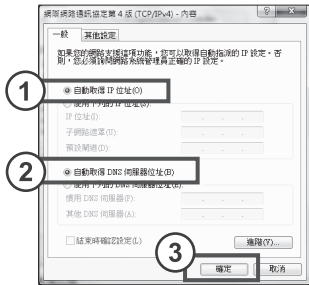 網際網路通訊協定第 4 版 (TCP/IPv4) - 內容
一般 其他設定
如果您的網路支援這項功能，您可以取得自動指派的 IP 設定。否
則，您必須詢問網路系統管理員正確的 IP 設定。
1
自動取得 IP 位址(O)
使用下列的 IP 位址(S):
IP 位址(I):
子網路遮罩(U):
預設閘道(D):
2
自動取得 DNS 伺服器位址(B)
使用下列的 DNS 伺服器位址(E):
慣用 DNS 伺服器(P):
其他 DNS 伺服器(A):
結束時確認設定(L)
進階(V)...
3
確定 取消